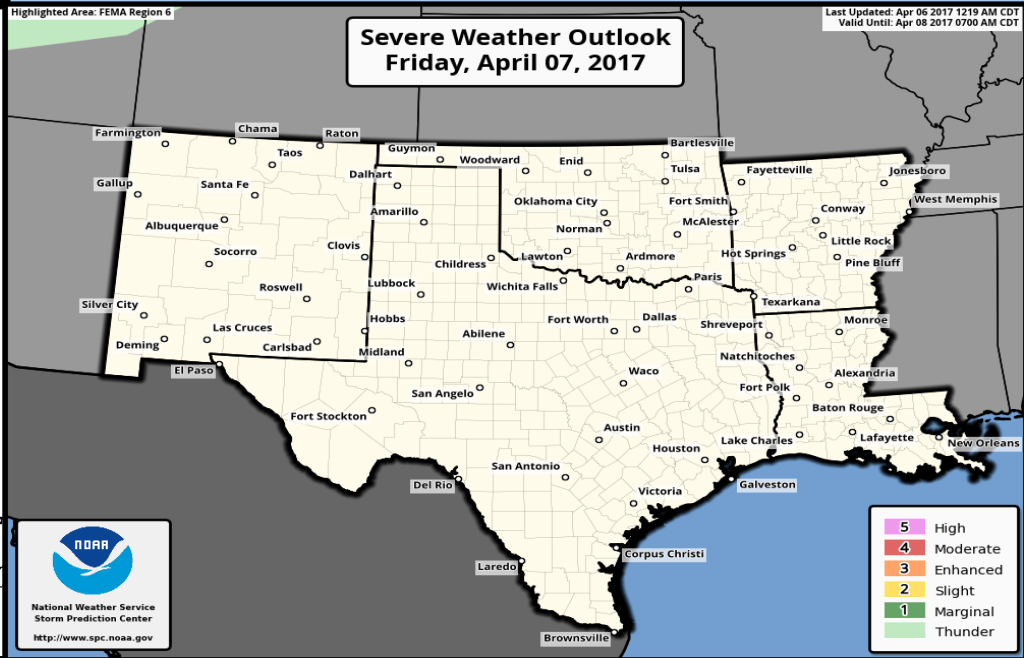 Highlighted Area: FEMA Region 6
Last Updated: Apr 06 2017 1219 AM CDT
Valid Until: Apr 08 2017 0700 AM CDT
Severe Weather Outlook
Friday, April 07, 2017
Farmington
Chama
Raton
Taos
Guymon
Woodward
Enid
Bartlesville
Tulsa
Fayetteville
Jonesboro
Gallup
Santa Fe
Dalhart
Oklahoma City
Fort Smith
West Memphis
Albuquerque
Amarillo
Norman
McAlester
Conway
Little Rock
Socorro
Clovis
Childress
Lawton
Ardmore
Hot Springs
Pine Bluff
Silver City
Roswell
Lubbock
Wichita Falls
Paris
Texarkana
Deming
Las Cruces
Carlsbad
Hobbs
Midland
Abilene
Fort Worth
Dallas
Shreveport
Monroe
El Paso
San Angelo
Waco
Natchitoches
Alexandria
Fort Polk
Fort Stockton
Austin
Houston
Lake Charles
Baton Rouge
Lafayette
New Orleans
Del Rio
San Antonio
Victoria
Galveston
Laredo
Corpus Christi
Brownsville
NOAA
National Weather Service
Storm Prediction Center
http://www.spc.noaa.gov
5 High
4 Moderate
3 Enhanced
2 Slight
1 Marginal
Thunder